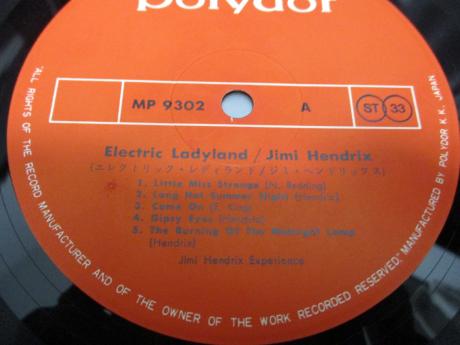 polydor
MP 9302 A ST 33
Electric Ladyland / Jimi Hendrix
(エレクトリック・レディランド/ジミ・ヘンドリックス)
1. Little Miss Strange (N. Redring)
2. Long Hot Summer Night (Hendrix)
3. Come On (E. King)
4. Gipsy Eyes (Hendrix)
5. The Burning Of The Midnight Lamp
(Hendrix)
Jimi Hendrix Experience
"ALL RIGHTS OF THE RECORD MANUFACTURER AND OF THE OWNER OF THE WORK RECORDED RESERVED." MANUFACTURED BY POLYDOR K.K. JAPAN